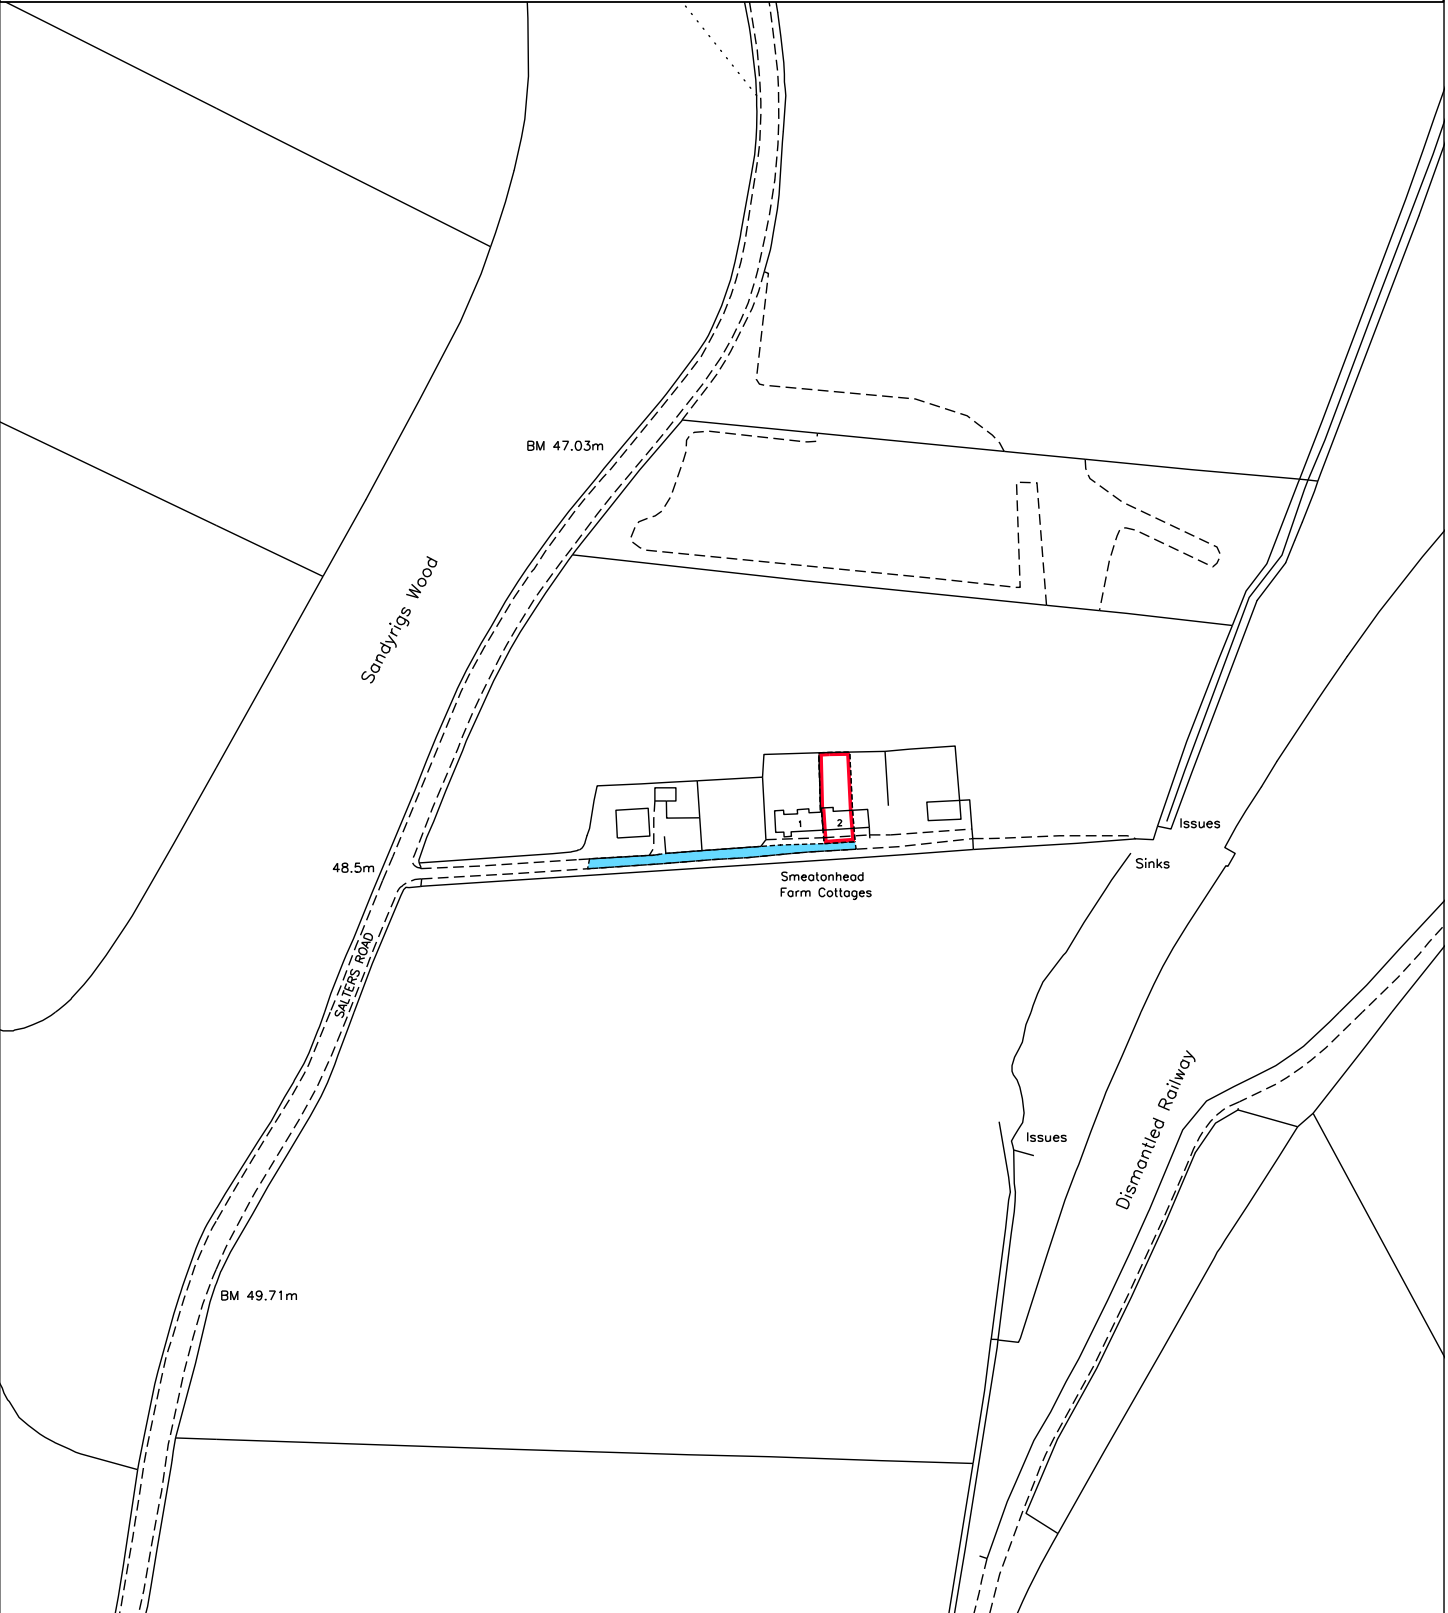 BM 47.03m
Sandyrigs Wood
1
2
Issues
48.5m
Sinks
Smeatonhead
Farm Cottages
SALTERS ROAD
Issues
Dismantled Railway
BM 49.71m